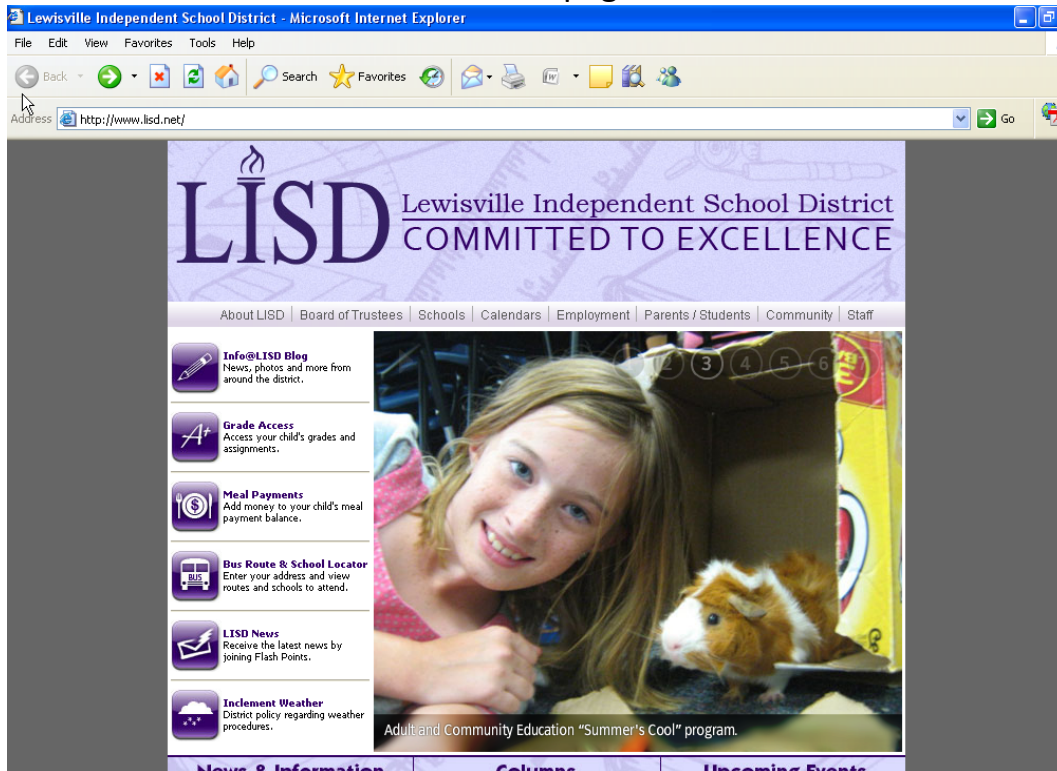 Lewisville Independent School District - Microsoft Internet Explorer
File Edit View Favorites Tools Help
Back Search Favorites
Address http://www.lisd.net/ Go
LISD
Lewisville Independent School District
COMMITTED TO EXCELLENCE
About LISD | Board of Trustees | Schools | Calendars | Employment | Parents / Students | Community | Staff
Info@LISD Blog
News, photos and more from
around the district.
A+
Grade Access
Access your child's grades and
assignments.
$
Meal Payments
Add money to your child's meal
payment balance.
BUS
Bus Route & School Locator
Enter your address and view
routes and schools to attend.
LISD News
Receive the latest news by
joining Flash Points.
Inclement Weather
District policy regarding weather
procedures.
2 3 4 5 6 7
Adult and Community Education “Summer's Cool” program.
News & Information Columns Upcoming Events